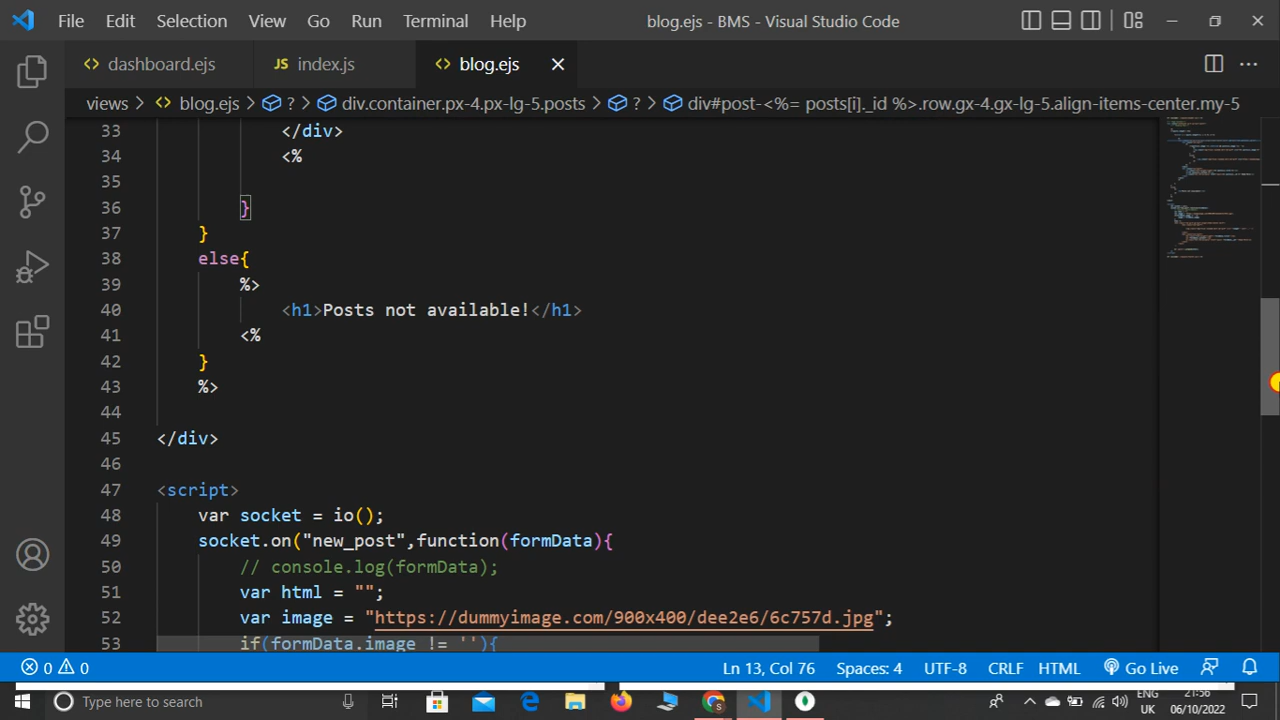 File Edit Selection View Go Run Terminal Help blog.ejs - BMS - Visual Studio Code
dashboard.ejs index.js blog.ejs
views > blog.ejs > ? > div.container.px-4.px-lg-5.posts > ? > div#post-<%= posts[i]._id %>.row.gx-4.gx-lg-5.align-items-center.my-5
33 </div>
34 <%
35
36 }
37 }
38 else{
39 %>
40 <h1>Posts not available!</h1>
41 <%
42 }
43 %>
44
45 </div>
46
47 <script>
48 var socket = io();
49 socket.on("new_post",function(formData){
50 // console.log(formData);
51 var html = "";
52 var image = "https://dummyimage.com/900x400/dee2e6/6c757d.jpg";
53 if(formData.image != ''){
0 0 Ln 13, Col 76 Spaces: 4 UTF-8 CRLF HTML Go Live
Type here to search
ENG 21:56
UK 06/10/2022